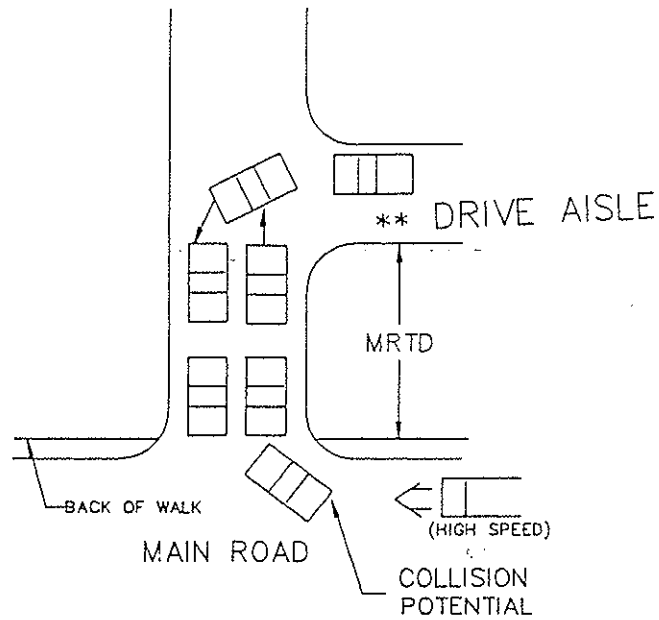 ** DRIVE AISLE
MRTD
BACK OF WALK
(HIGH SPEED)
MAIN ROAD
COLLISION
POTENTIAL